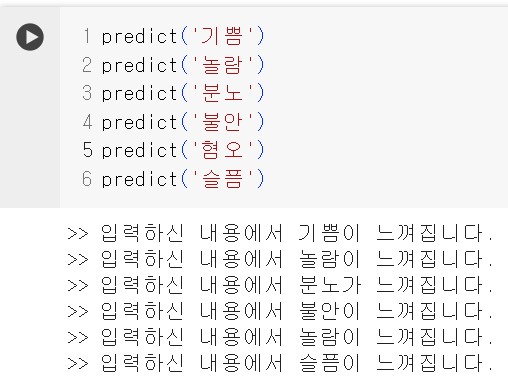 1 predict('기쁨')
2 predict('놀람')
3 predict('분노')
4 predict('불안')
5 predict('혐오')
6 predict('슬픔')
>> 입력하신 내용에서 기쁨이 느껴집니다.
>> 입력하신 내용에서 놀람이 느껴집니다.
>> 입력하신 내용에서 분노가 느껴집니다.
>> 입력하신 내용에서 불안이 느껴집니다.
>> 입력하신 내용에서 놀람이 느껴집니다.
>> 입력하신 내용에서 슬픔이 느껴집니다.